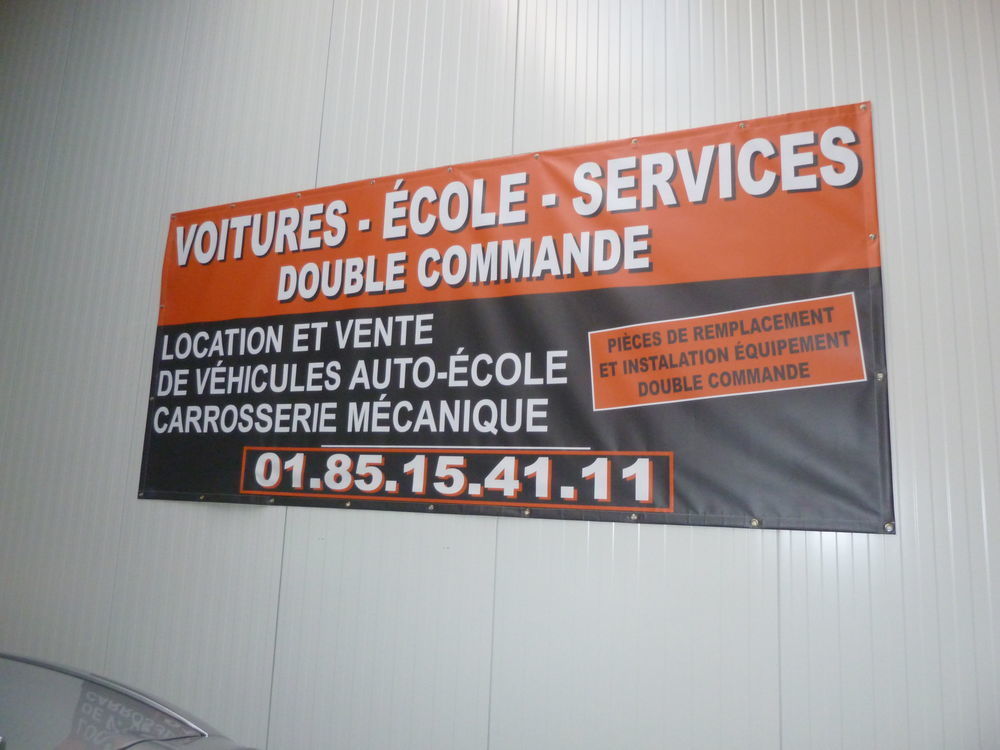 VOITURES - ÉCOLE - SERVICES
DOUBLE COMMANDE
LOCATION ET VENTE
DE VÉHICULES AUTO-ÉCOLE
CARROSSERIE MÉCANIQUE
PIÈCES DE REMPLACEMENT
ET INSTALATION ÉQUIPEMENT
DOUBLE COMMANDE
01.85.15.41.11